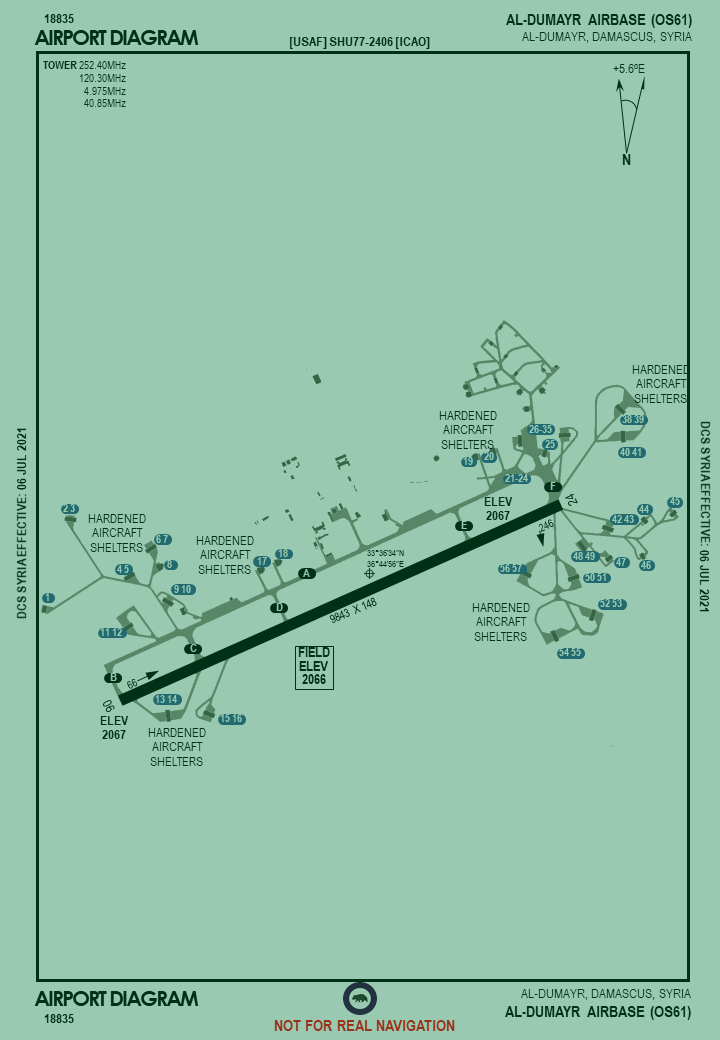 18835
AL-DUMAYR AIRBASE (OS61)
AIRPORT DIAGRAM
[USAF] SHU77-2406 [ICAO]
AL-DUMAYR, DAMASCUS, SYRIA
TOWER 252.40MHz
120.30MHz
4.975MHz
40.85MHz
+5.6ºE
N
HARDENED
AIRCRAFT
SHELTERS
38 39
40 41
HARDENED
AIRCRAFT
SHELTERS
26-35
25
19
20
21-24
F
24
ELEV
2067
E
246
42 43
44
45
46
47
48 49
50 51
52 53
54 55
56 57
HARDENED
AIRCRAFT
SHELTERS
2 3
HARDENED
AIRCRAFT
SHELTERS
6 7
8
4 5
9 10
1
11 12
HARDENED
AIRCRAFT
SHELTERS
17
18
A
33°36'34"N
36°44'56"E
D
9843 X 148
C
B
66
06
ELEV
2067
FIELD
ELEV
2066
13 14
15 16
HARDENED
AIRCRAFT
SHELTERS
DCS SYRIA EFFECTIVE: 06 JUL 2021
DCS SYRIA EFFECTIVE: 06 JUL 2021
AIRPORT DIAGRAM
18835
AL-DUMAYR, DAMASCUS, SYRIA
AL-DUMAYR AIRBASE (OS61)
NOT FOR REAL NAVIGATION